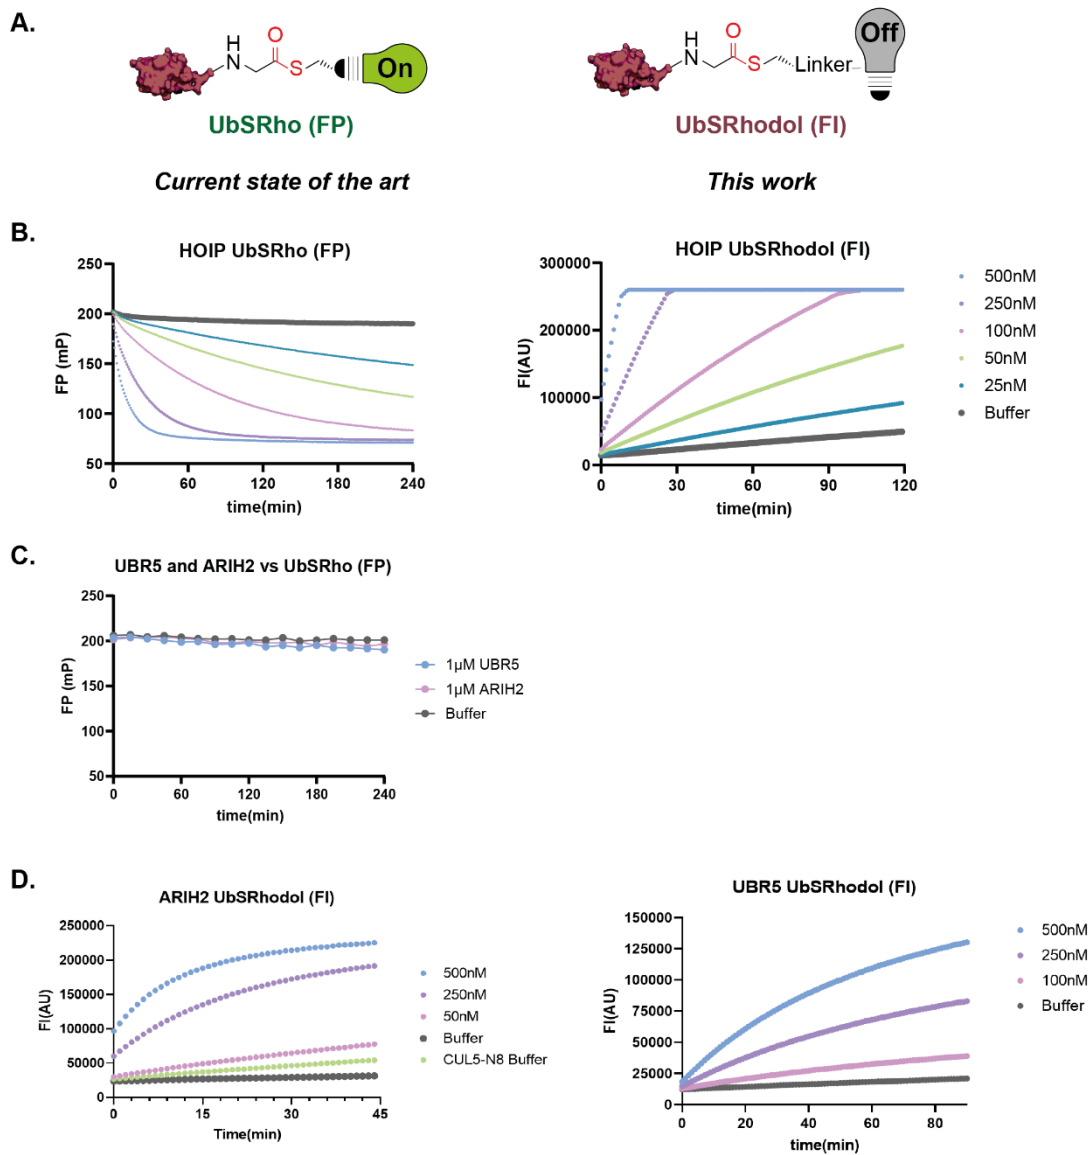 A.
H
N
O
S
On
UbSRho (FP)
Current state of the art
H
N
O
S
Linker
Off
UbSRhodol (FI)
This work
B.
HOIP UbSRho (FP)
FP (mP)
250
200
150
100
50
0 60 120 180 240
time(min)
HOIP UbSRhodol (FI)
FI(AU)
300000
200000
100000
0
0 30 60 90 120
time(min)
500nM
250nM
100nM
50nM
25nM
Buffer
C.
UBR5 and ARIH2 vs UbSRho (FP)
FP (mP)
250
200
150
100
50
0 60 120 180 240
time(min)
1µM UBR5
1µM ARIH2
Buffer
D.
ARIH2 UbSRhodol (FI)
FI(AU)
250000
200000
150000
100000
50000
0
0 15 30 45
Time(min)
500nM
250nM
50nM
Buffer
CUL5-N8 Buffer
UBR5 UbSRhodol (FI)
FI(AU)
150000
125000
100000
75000
50000
25000
0
0 20 40 60 80
time(min)
500nM
250nM
100nM
Buffer